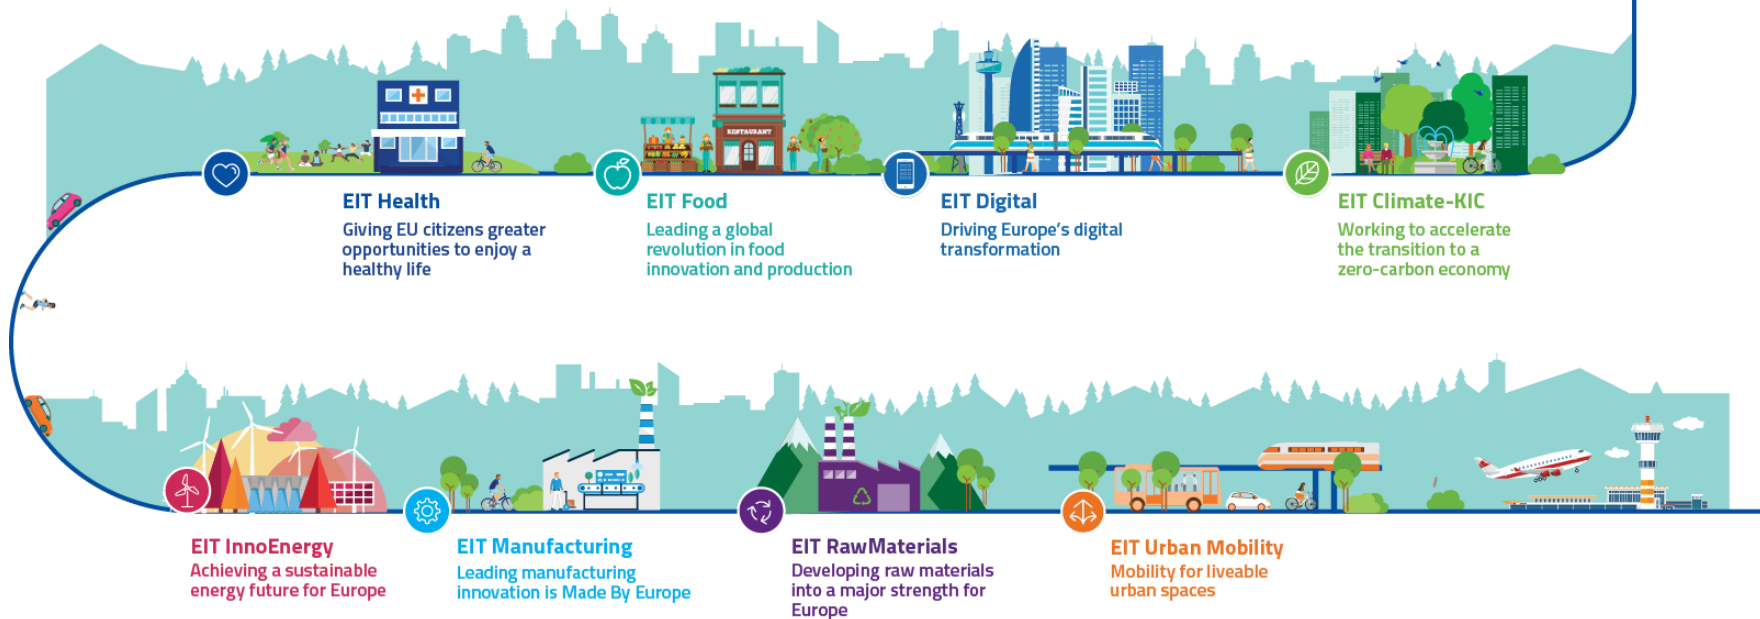 RESTAURANT
EIT Health
Giving EU citizens greater
opportunities to enjoy a
healthy life
EIT Food
Leading a global
revolution in food
innovation and production
EIT Digital
Driving Europe's digital
transformation
EIT Climate-KIC
Working to accelerate
the transition to a
zero-carbon economy
EIT InnoEnergy
Achieving a sustainable
energy future for Europe
EIT Manufacturing
Leading manufacturing
innovation is Made By Europe
EIT RawMaterials
Developing raw materials
into a major strength for
Europe
EIT Urban Mobility
Mobility for liveable
urban spaces